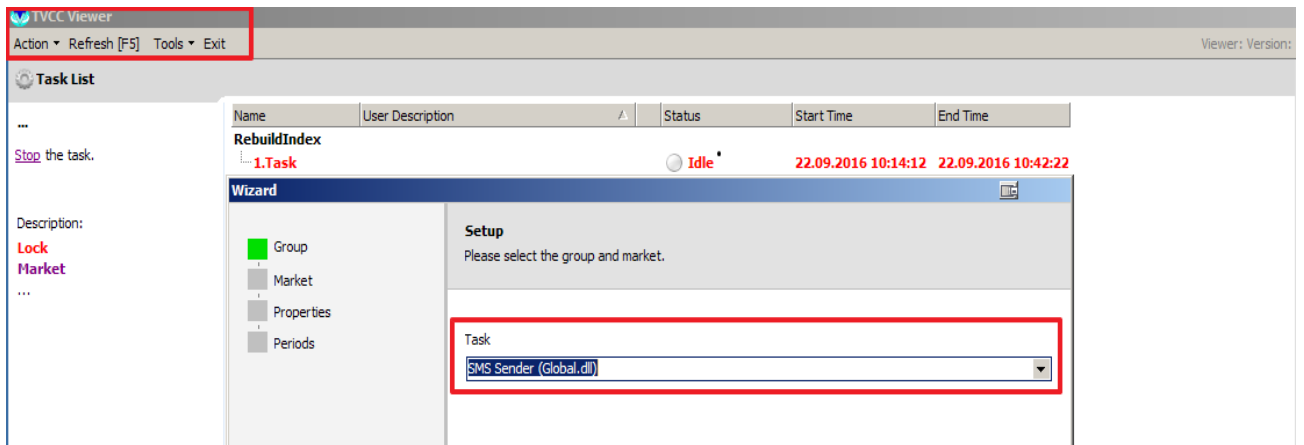 TVCC Viewer
Action Refresh [F5] Tools Exit
Viewer: Version:
Task List
...
Stop the task.
Description:
Lock
Market
...
Name User Description Status Start Time End Time
RebuildIndex
1.Task Idle 22.09.2016 10:14:12 22.09.2016 10:42:22
Wizard
Group
Market
Properties
Periods
Setup
Please select the group and market.
Task
SMS Sender (Global.dll)